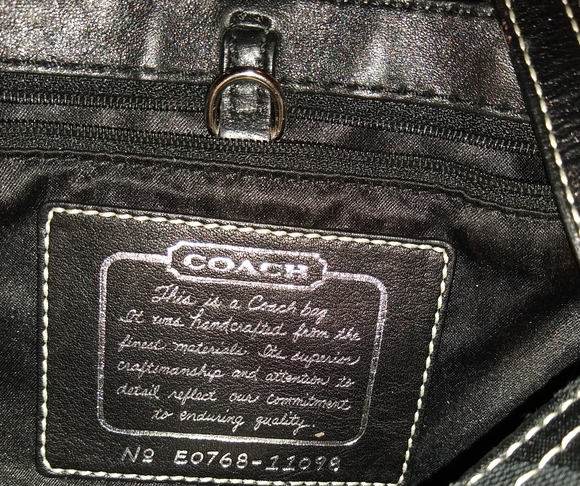 COACH
This is a Coach bag.
It was handcrafted from the
finest materials. Its superior
craftsmanship and attention to
detail reflect our commitment
to enduring quality.
Nº E0768-11098